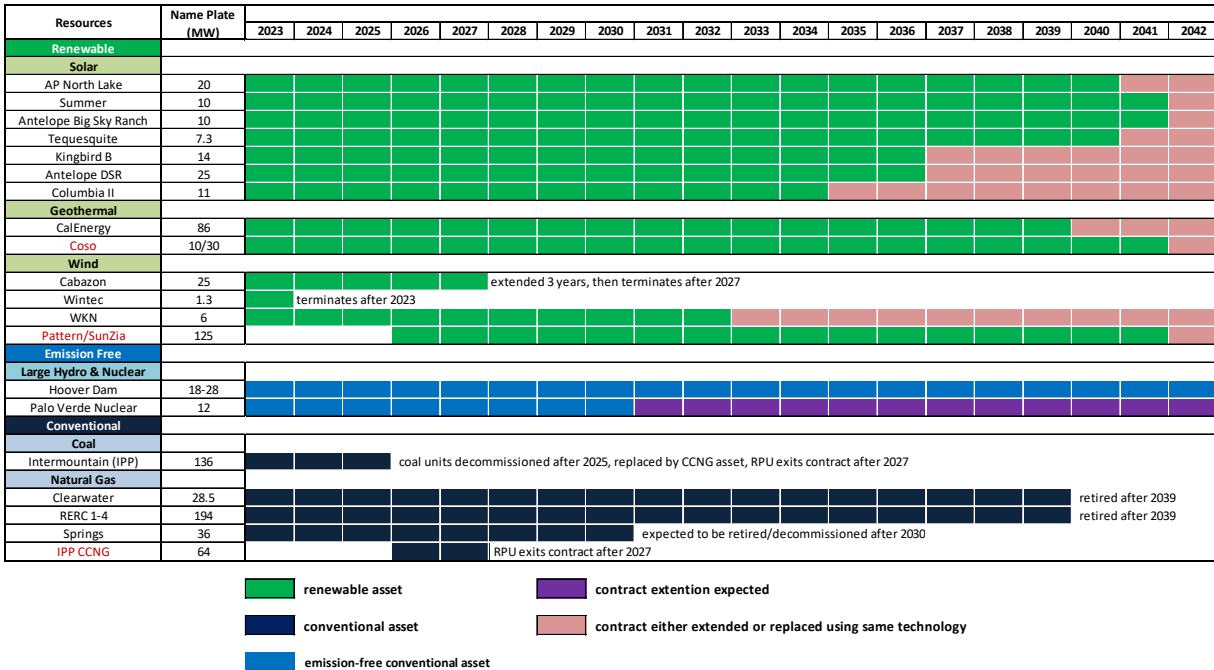 Resources Name Plate (MW) 2023 2024 2025 2026 2027 2028 2029 2030 2031 2032 2033 2034 2035 2036 2037 2038 2039 2040 2041 2042
Renewable
Solar
AP North Lake 20
Summer 10
Antelope Big Sky Ranch 10
Tequesquite 7.3
Kingbird B 14
Antelope DSR 25
Columbia II 11
Geothermal
CalEnergy 86
Coso 10/30
Wind
Cabazon 25 extended 3 years, then terminates after 2027
Wintec 1.3 terminates after 2023
WKN 6
Pattern/SunZia 125
Emission Free
Large Hydro & Nuclear
Hoover Dam 18-28
Palo Verde Nuclear 12
Conventional
Coal
Intermountain (IPP) 136 coal units decommissioned after 2025, replaced by CCNG asset, RPU exits contract after 2027
Natural Gas
Clearwater 28.5 retired after 2039
RERC 1-4 194 retired after 2039
Springs 36 expected to be retired/decommissioned after 2030
IPP CCNG 64 RPU exits contract after 2027
renewable asset contract extention expected
conventional asset contract either extended or replaced using same technology
emission-free conventional asset